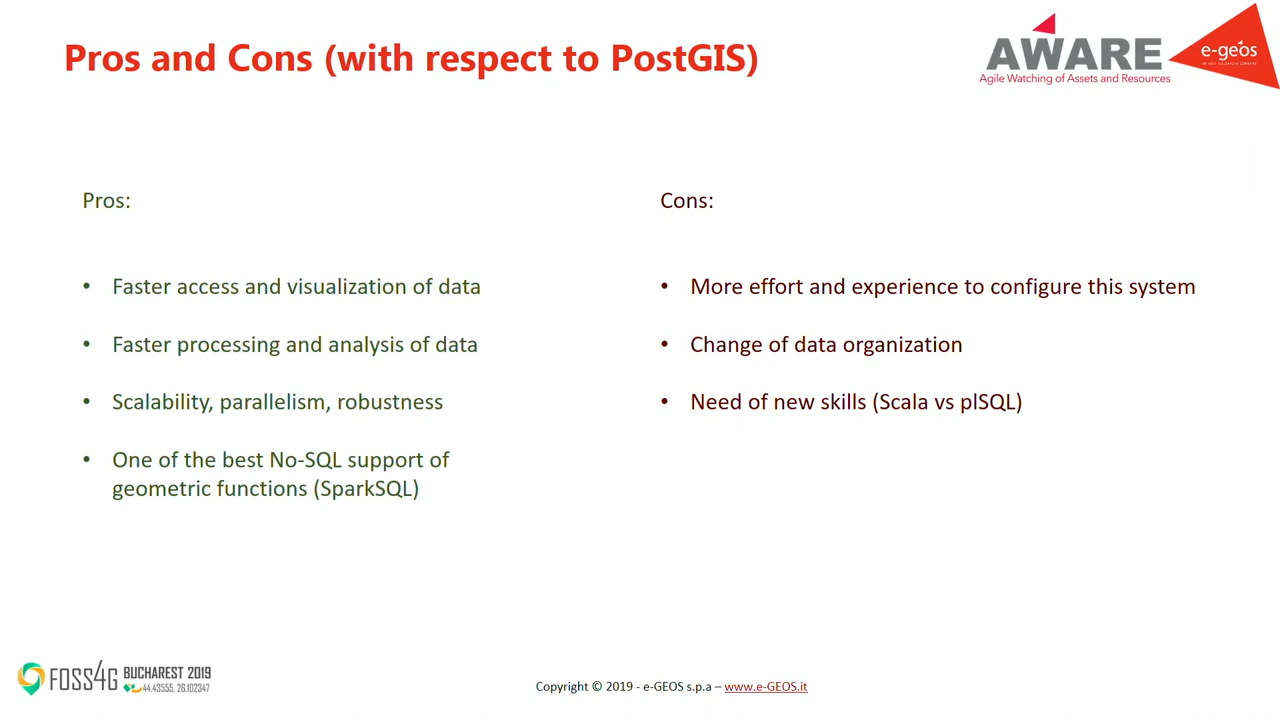 Pros and Cons (with respect to PostGIS)
AWARE
Agile Watching of Assets and Resources
e-geos
Pros:
• Faster access and visualization of data
• Faster processing and analysis of data
• Scalability, parallelism, robustness
• One of the best No-SQL support of
geometric functions (SparkSQL)
Cons:
• More effort and experience to configure this system
• Change of data organization
• Need of new skills (Scala vs plSQL)
FOSS4G BUCHAREST 2019
44.43555, 26.102347
Copyright © 2019 - e-GEOS s.p.a – www.e-GEOS.it